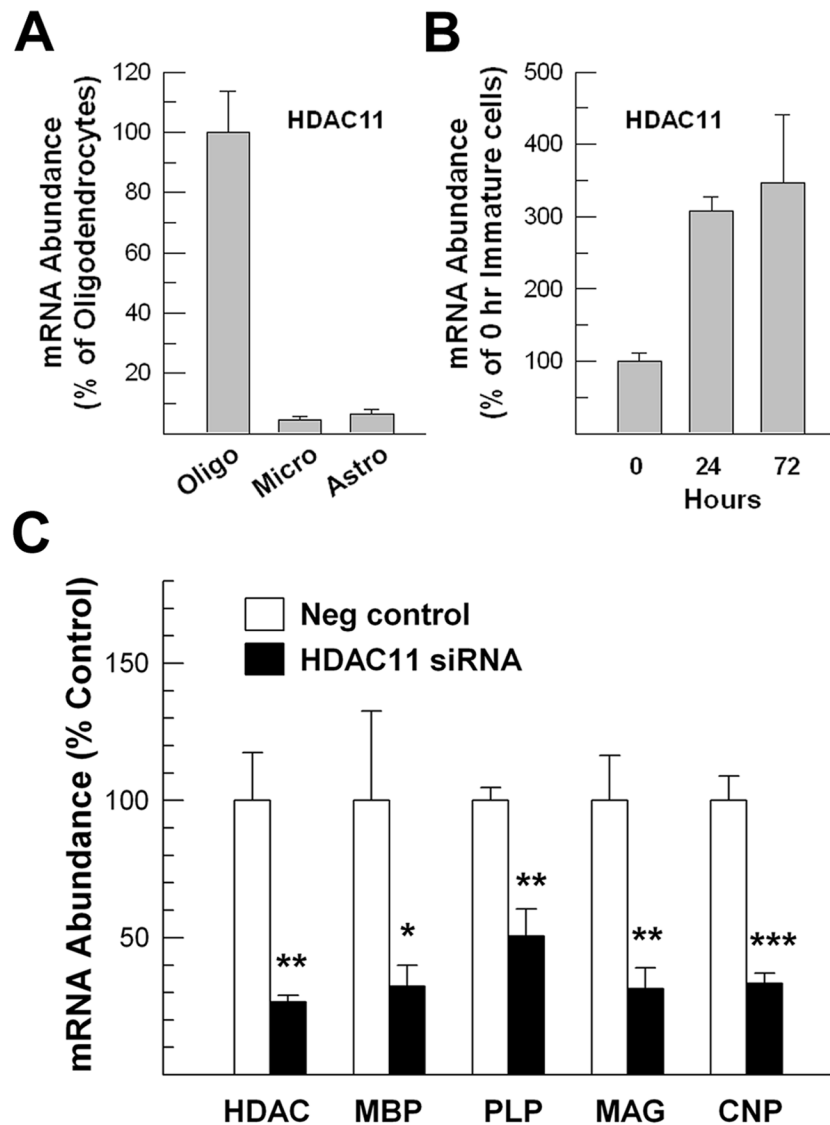 A
mRNA Abundance
(% of Oligodendrocytes)
120
100
80
60
40
20
HDAC11
Oligo
Micro
Astro
B
mRNA Abundance
(% of 0 hr Immature cells)
500
400
300
200
100
HDAC11
0
24
72
Hours
C
mRNA Abundance (% Control)
150
100
50
Neg control
HDAC11 siRNA
**
*
**
**
***
HDAC
MBP
PLP
MAG
CNP